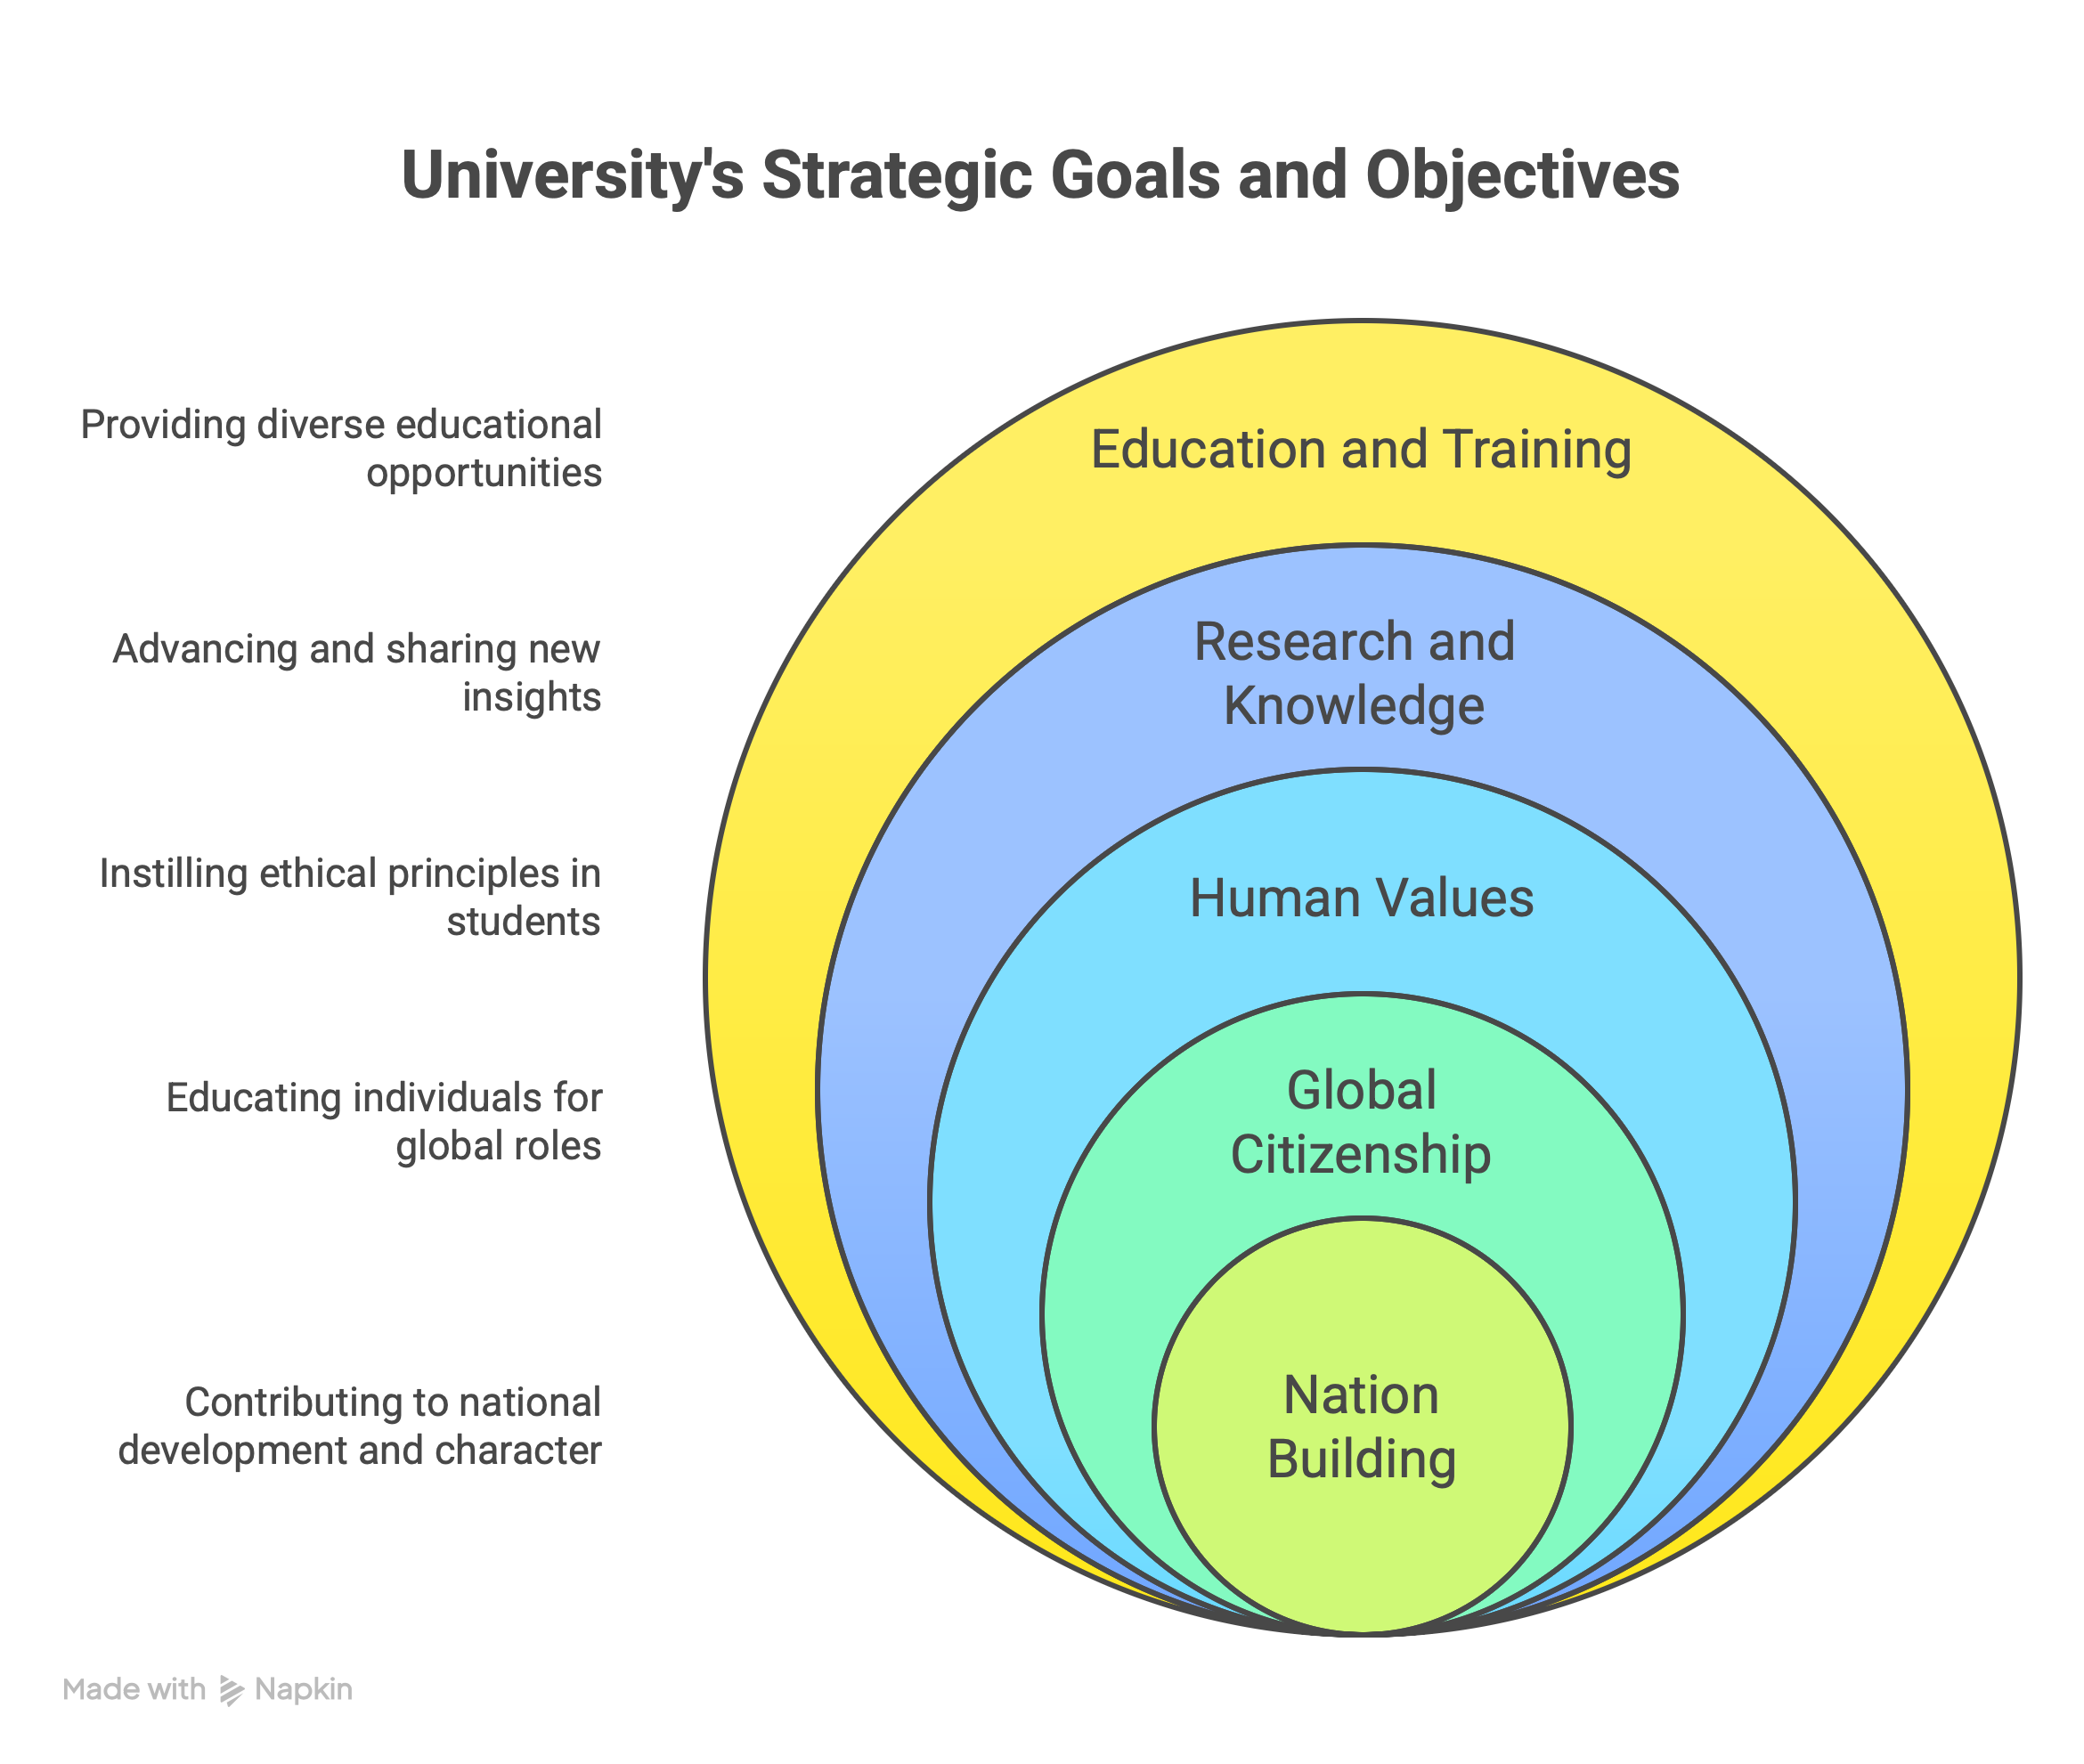 University's Strategic Goals and Objectives
Providing diverse educational
opportunities
Education and Training
Advancing and sharing new
insights
Research and
Knowledge
Instilling ethical principles in
students
Human Values
Educating individuals for
global roles
Global
Citizenship
Contributing to national
development and character
Nation
Building
Made with Napkin